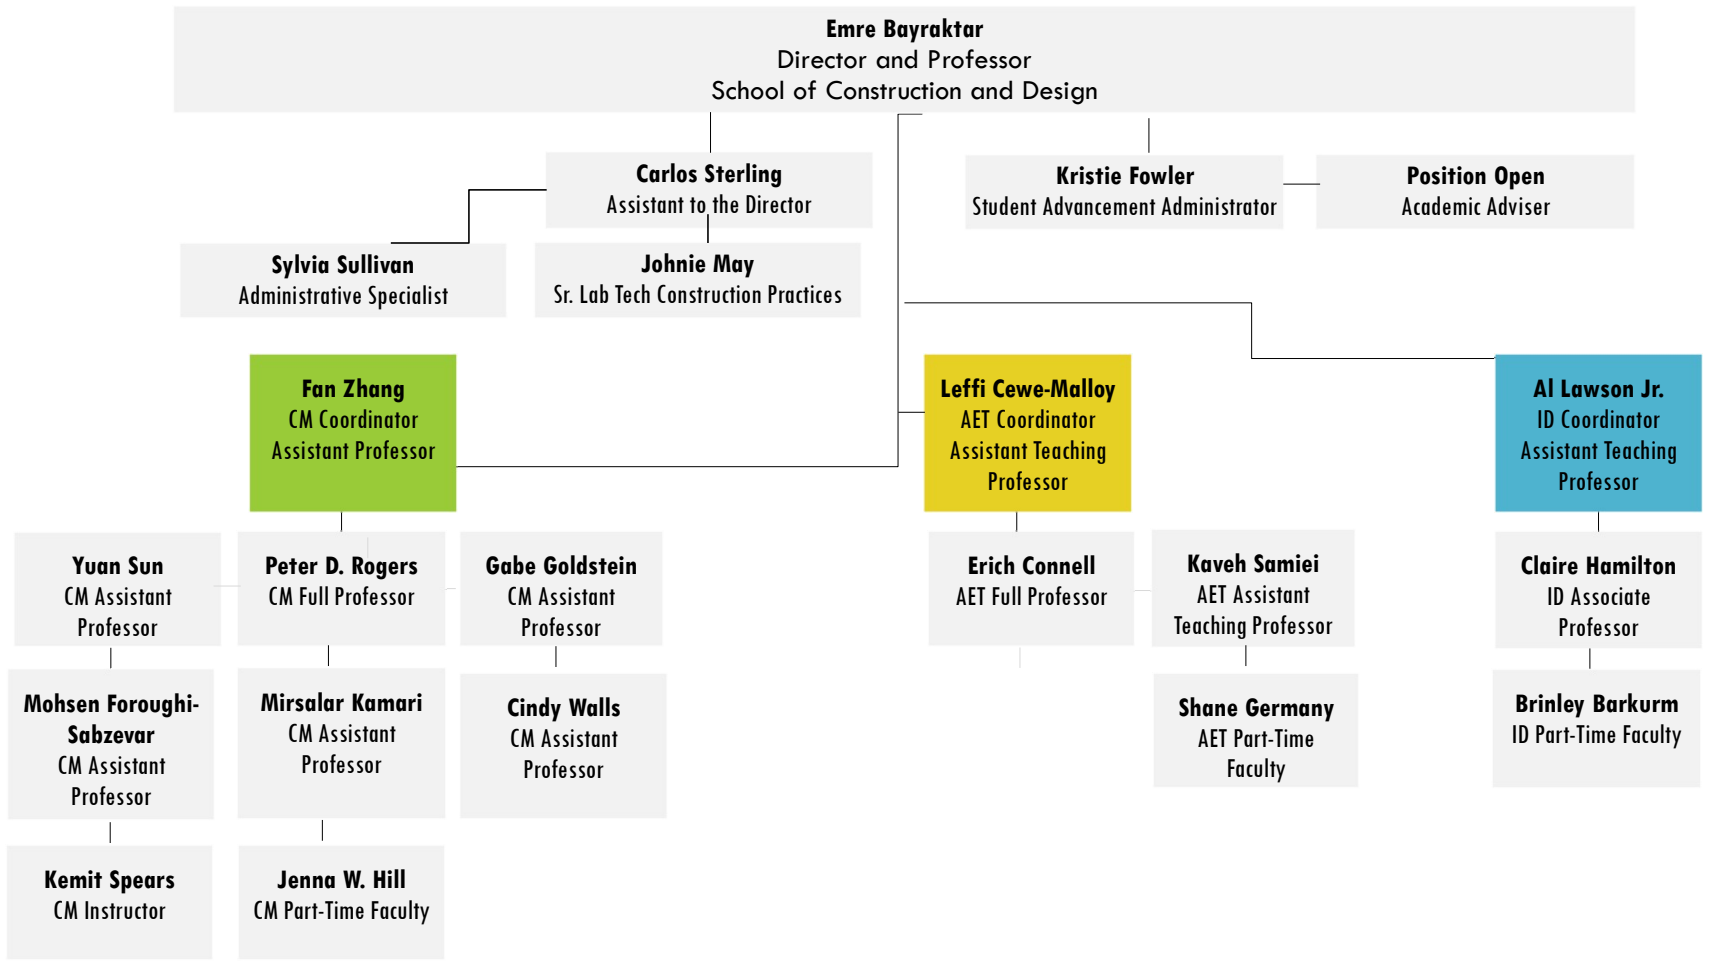 Emre Bayraktar
Director and Professor
School of Construction and Design
Carlos Sterling
Assistant to the Director
Kristie Fowler
Student Advancement Administrator
Position Open
Academic Adviser
Sylvia Sullivan
Administrative Specialist
Johnie May
Sr. Lab Tech Construction Practices
Fan Zhang
CM Coordinator
Assistant Professor
Leffi Cewe-Malloy
AET Coordinator
Assistant Teaching
Professor
Al Lawson Jr.
ID Coordinator
Assistant Teaching
Professor
Yuan Sun
CM Assistant
Professor
Peter D. Rogers
CM Full Professor
Gabe Goldstein
CM Assistant
Professor
Erich Connell
AET Full Professor
Kaveh Samiei
AET Assistant
Teaching Professor
Claire Hamilton
ID Associate
Professor
Mohsen Foroughi-
Sabzevar
CM Assistant
Professor
Mirsalar Kamari
CM Assistant
Professor
Cindy Walls
CM Assistant
Professor
Shane Germany
AET Part-Time
Faculty
Brinley Barkurm
ID Part-Time Faculty
Kemit Spears
CM Instructor
Jenna W. Hill
CM Part-Time Faculty